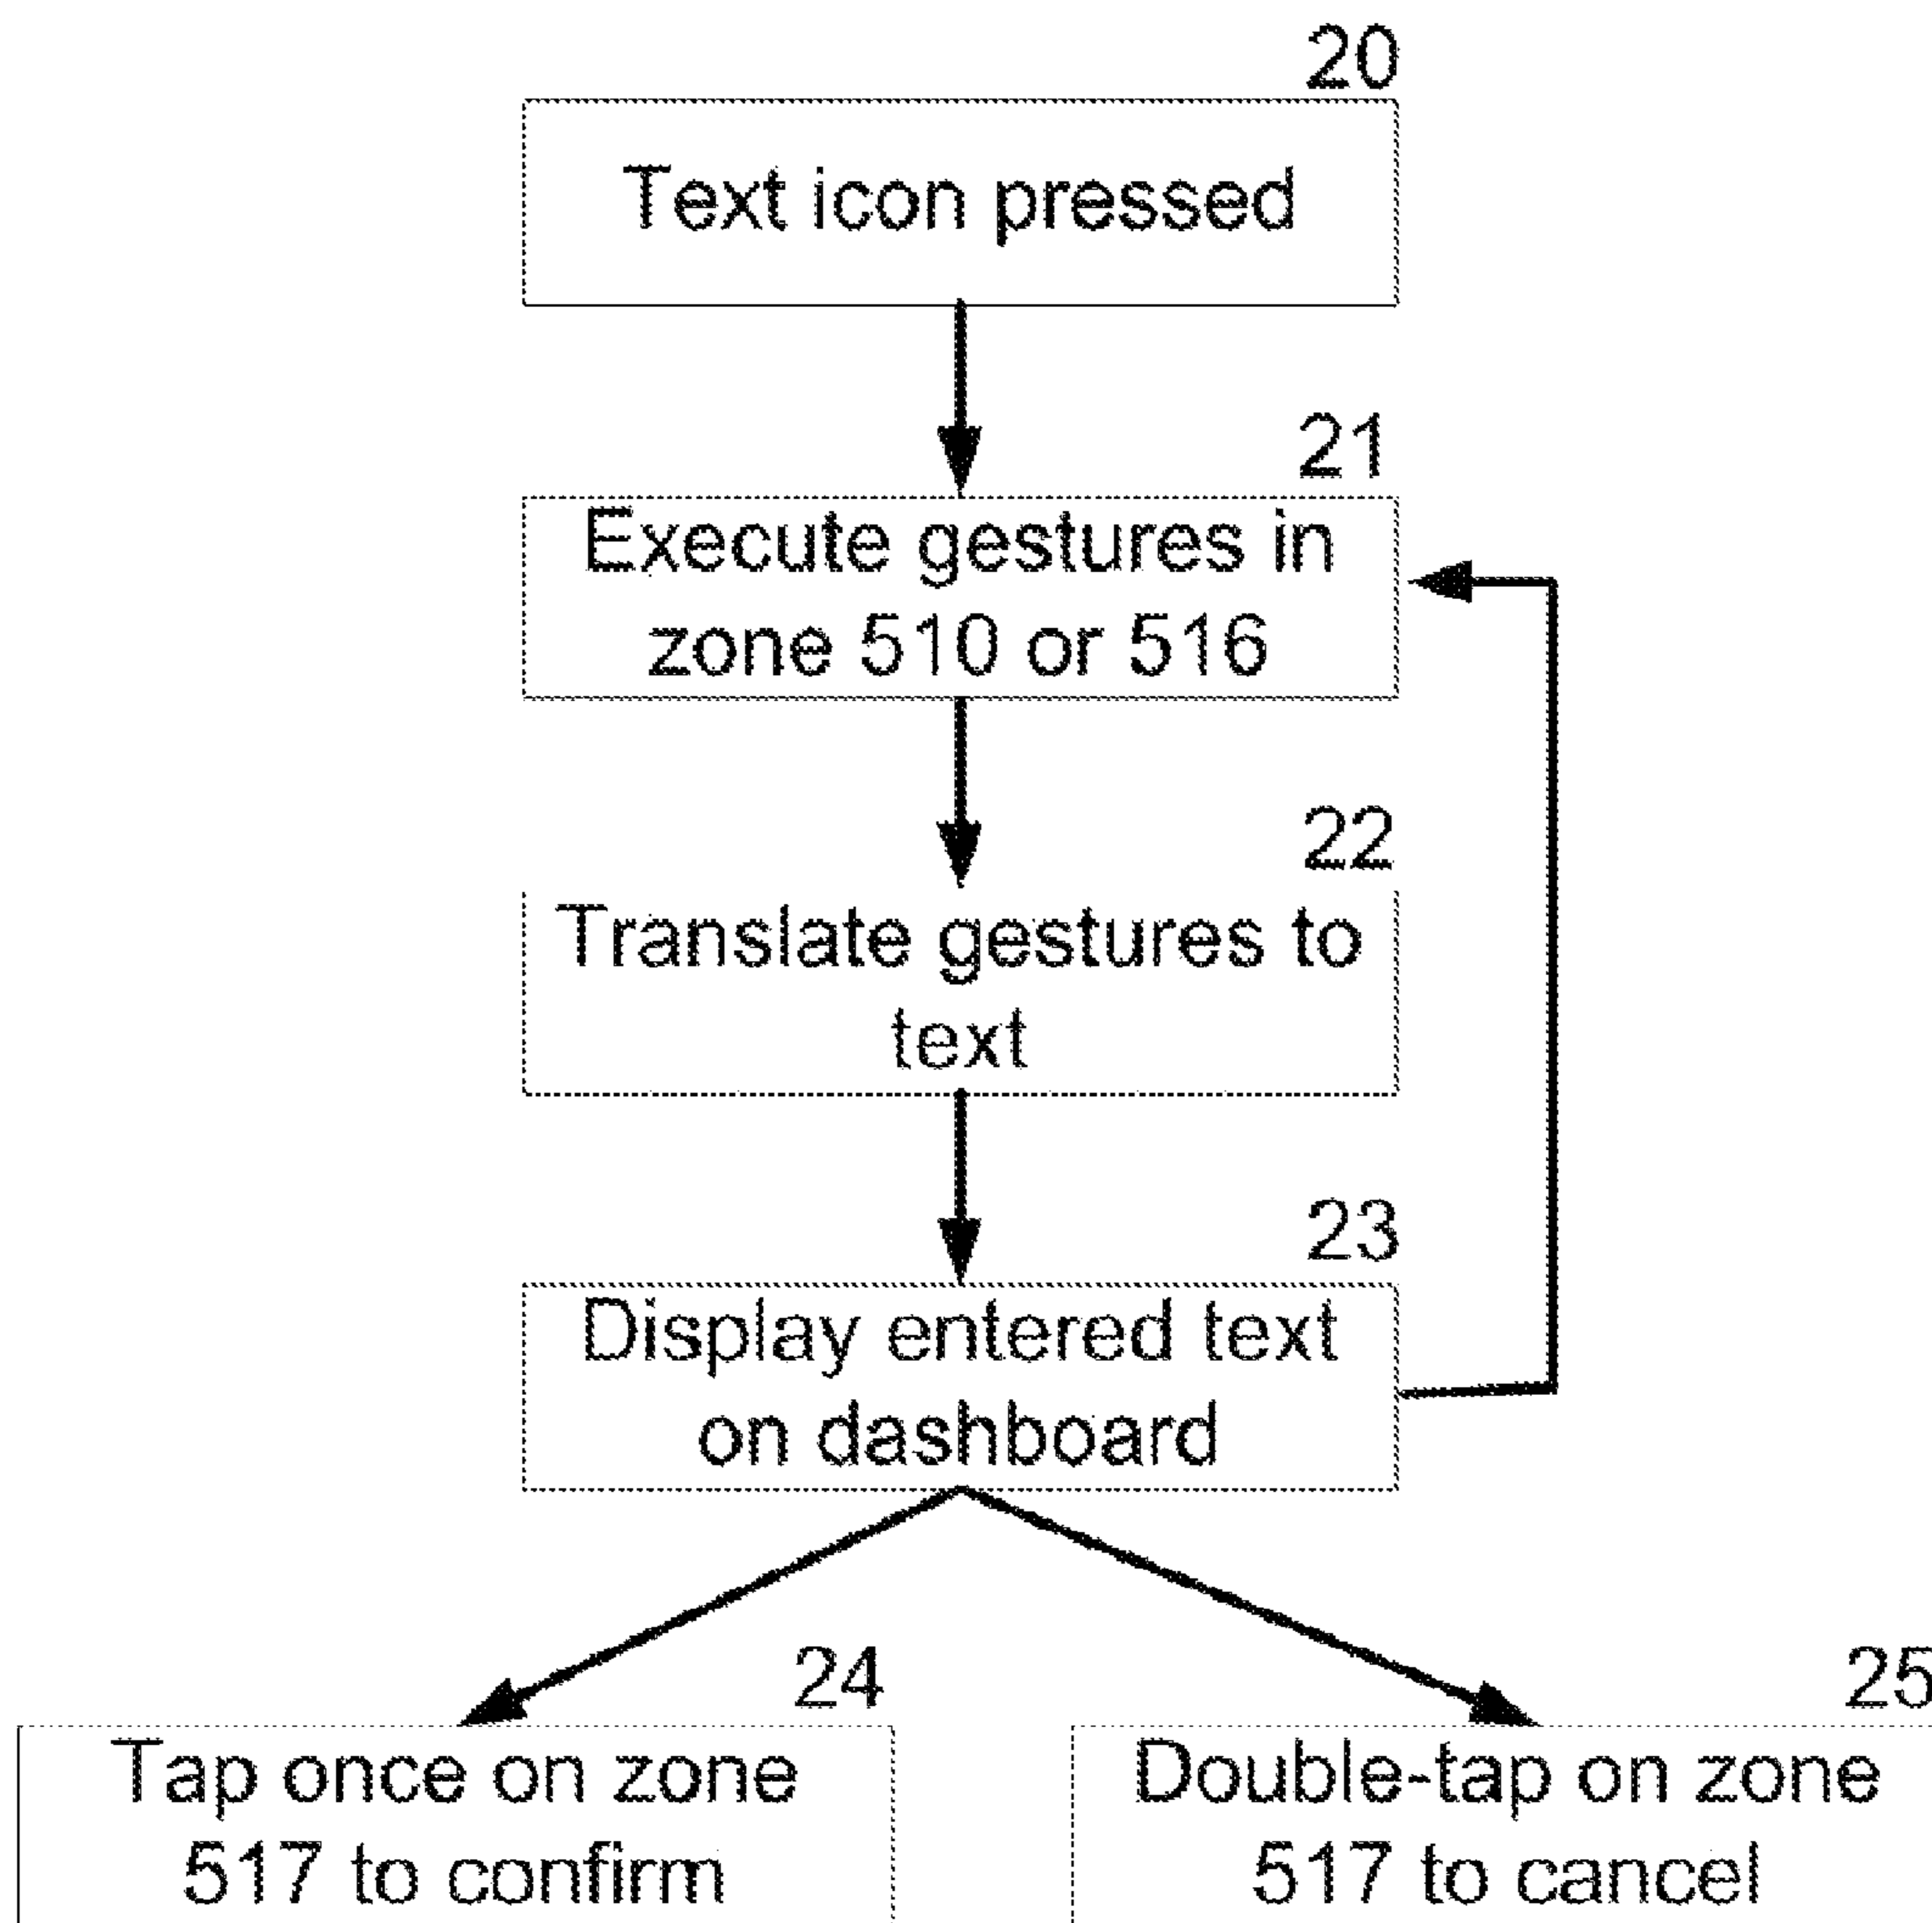 20
Text icon pressed
21
Execute gestures in
zone 510 or 516
22
Translate gestures to
text
23
Display entered text
on dashboard
24
Tap once on zone
517 to confirm
25
Double-tap on zone
517 to cancel